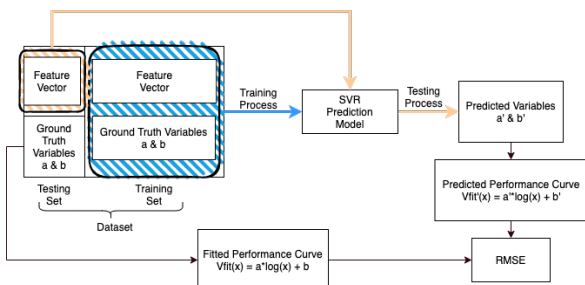 Feature
Vector
Ground
Truth
Variables
a & b
Feature
Vector
Ground Truth Variables
a & b
Testing
Set
Training
Set
Dataset
Training
Process
SVR
Prediction
Model
Testing
Process
Predicted Variables
a' & b'
Predicted Performance Curve
Vfit'(x) = a'*log(x) + b'
Fitted Performance Curve
Vfit(x) = a*log(x) + b
RMSE